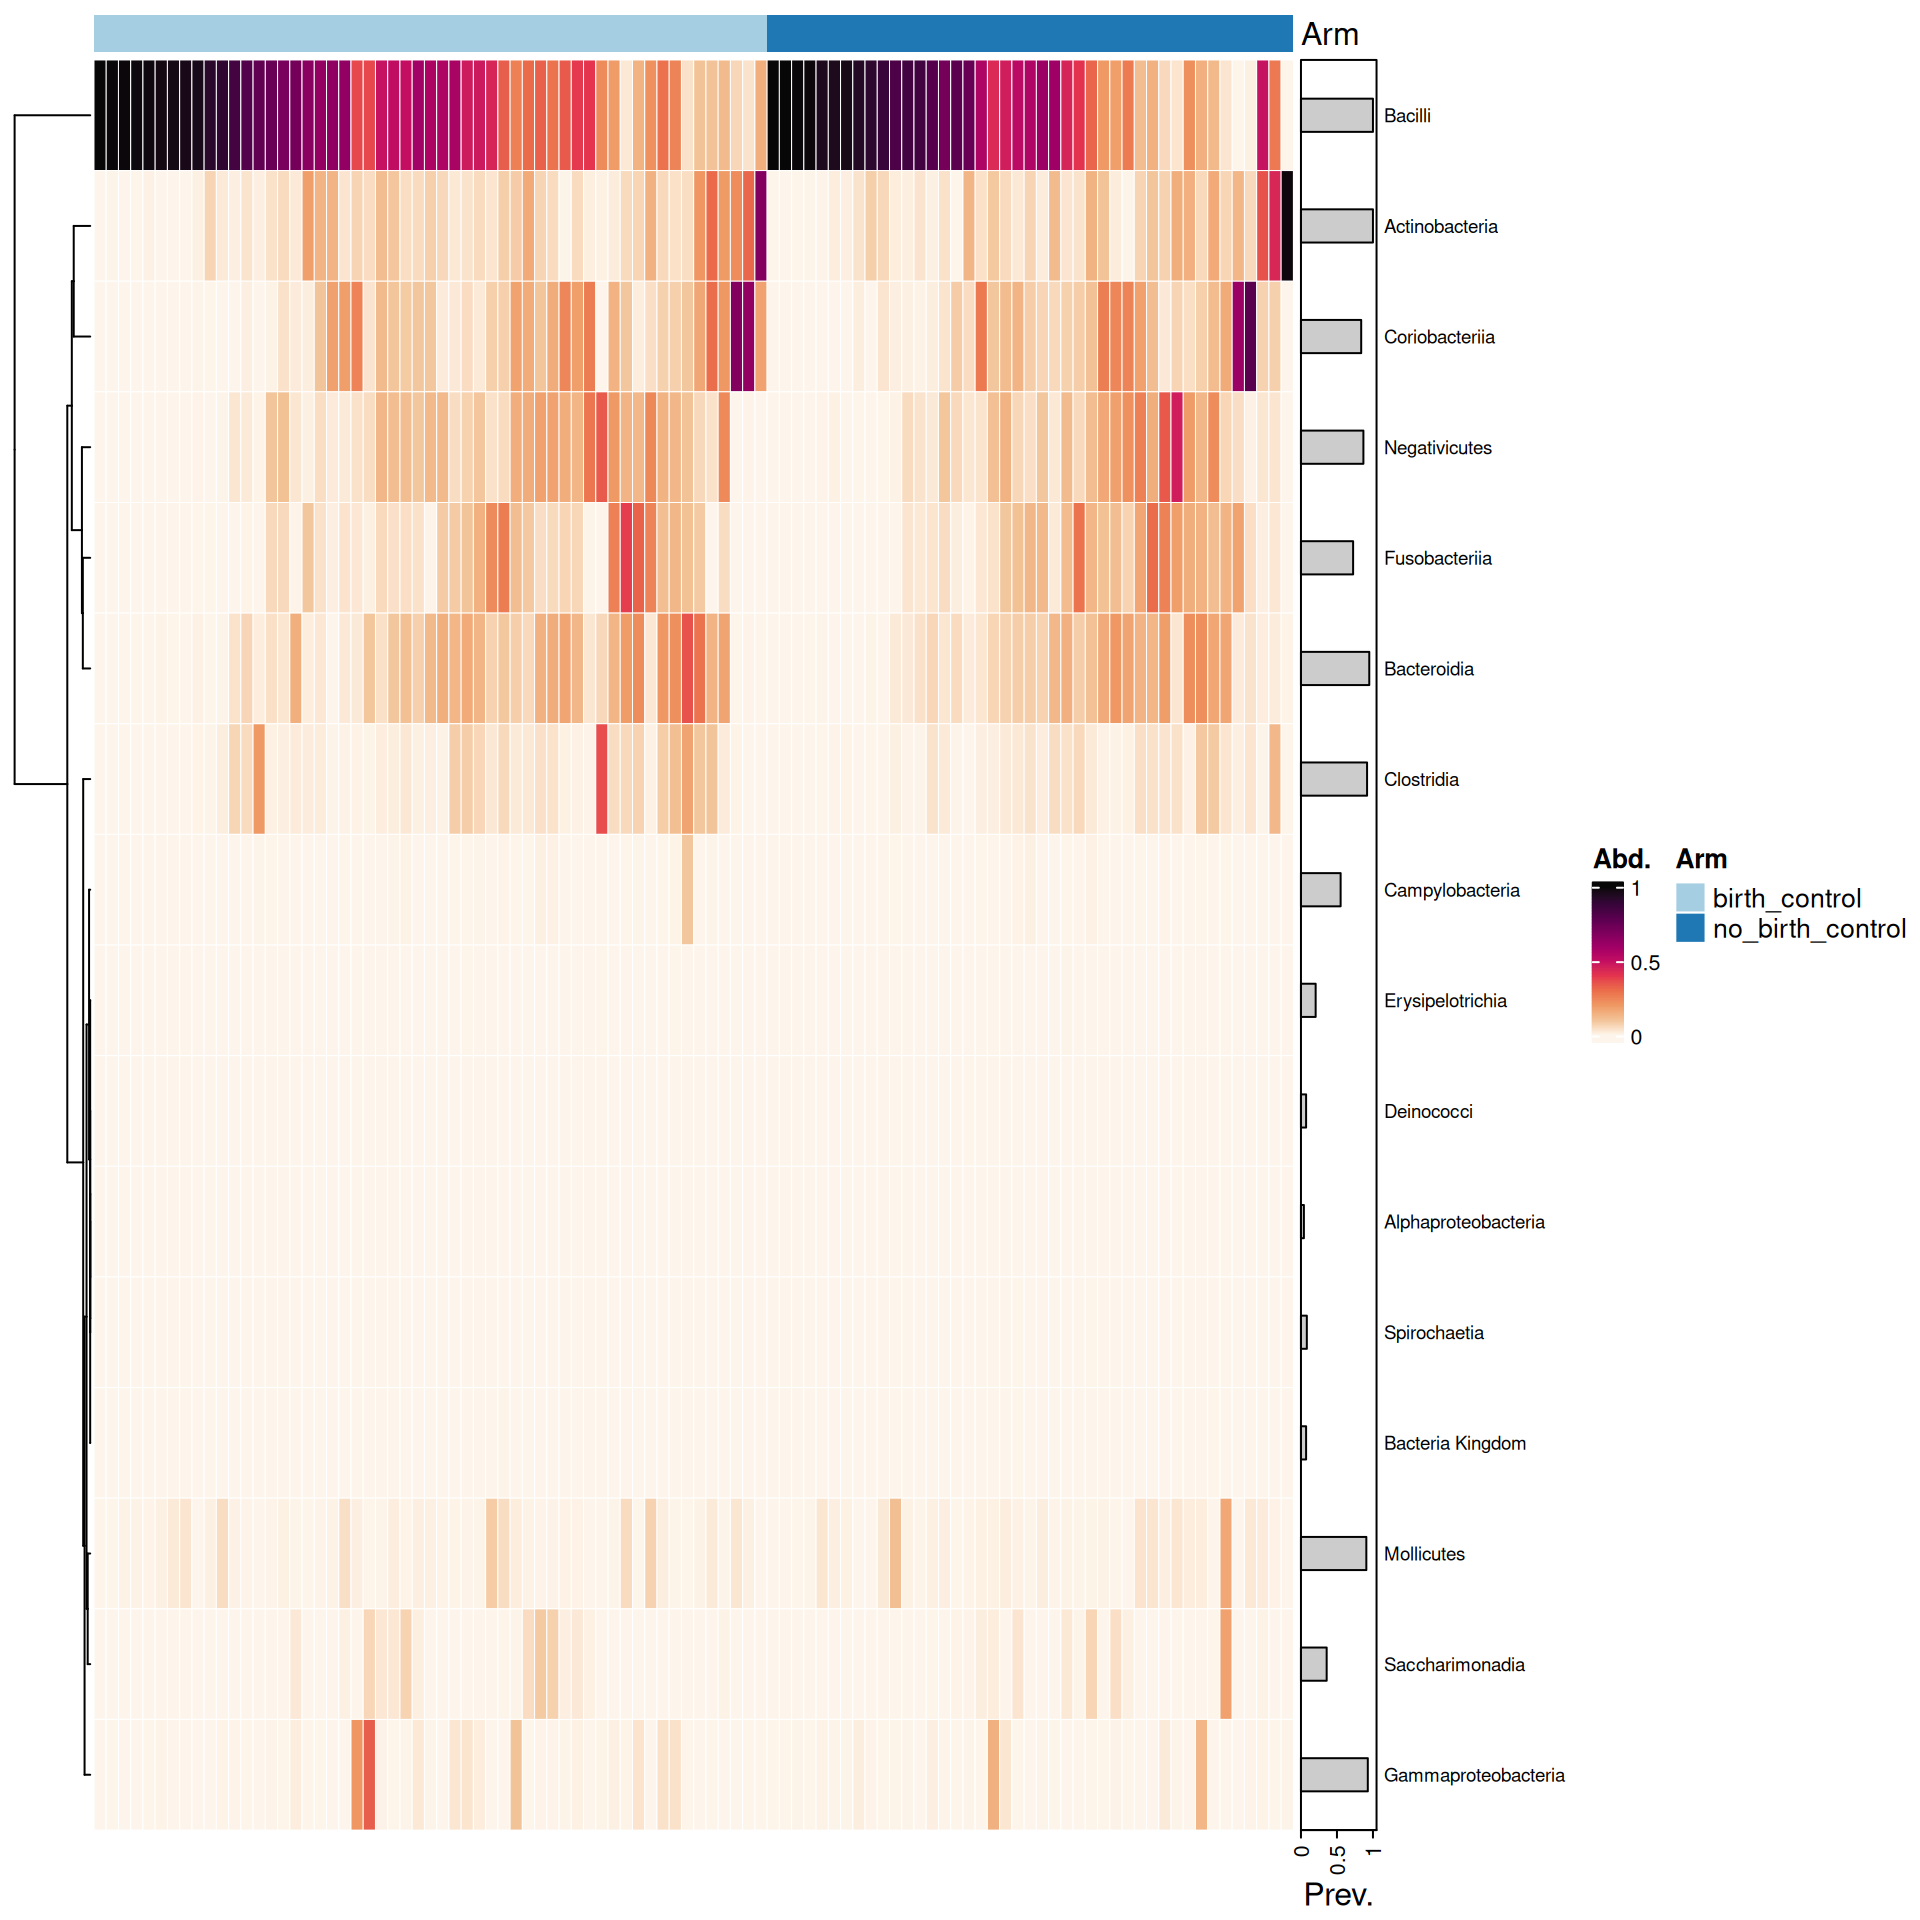 Arm
Bacilli
Actinobacteria
Coriobacteriia
Negativicutes
Fusobacteriia
Bacteroidia
Clostridia
Campylobacteria
Erysipelotrichia
Deinococci
Alphaproteobacteria
Spirochaetia
Bacteria Kingdom
Mollicutes
Saccharimonadia
Gammaproteobacteria
0 0.5 1
Prev.
Abd.
1
0.5
0
Arm
birth_control
no_birth_control